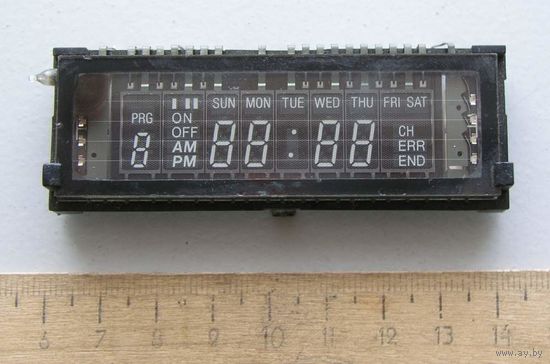 SUN MON TUE WED THU FRI SAT
PRG ON CH
OFF ERR
8 AM 88:88
PM END
6 7 8 9 10 11 12 13 14
www.ay.by